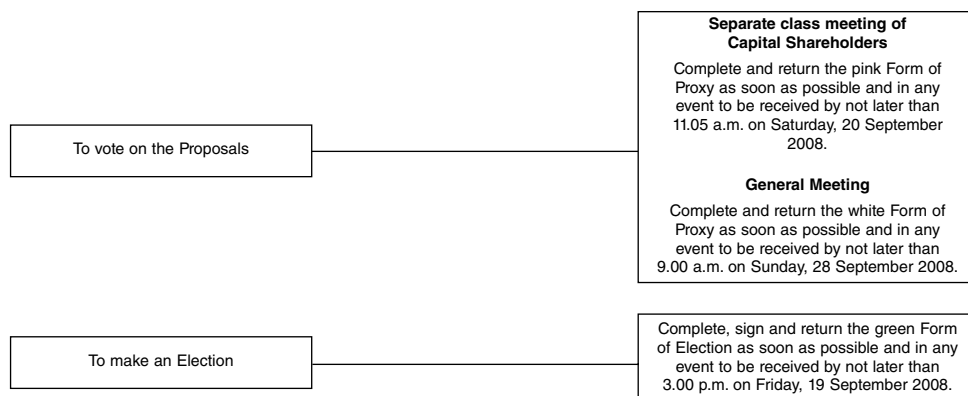 Separate class meeting of
Capital Shareholders
Complete and return the pink Form of
Proxy as soon as possible and in any
event to be received by not later than
11.05 a.m. on Saturday, 20 September
2008.
To vote on the Proposals
General Meeting
Complete and return the white Form of
Proxy as soon as possible and in any
event to be received by not later than
9.00 a.m. on Sunday, 28 September 2008.
To make an Election
Complete, sign and return the green Form
of Election as soon as possible and in any
event to be received by not later than
3.00 p.m. on Friday, 19 September 2008.